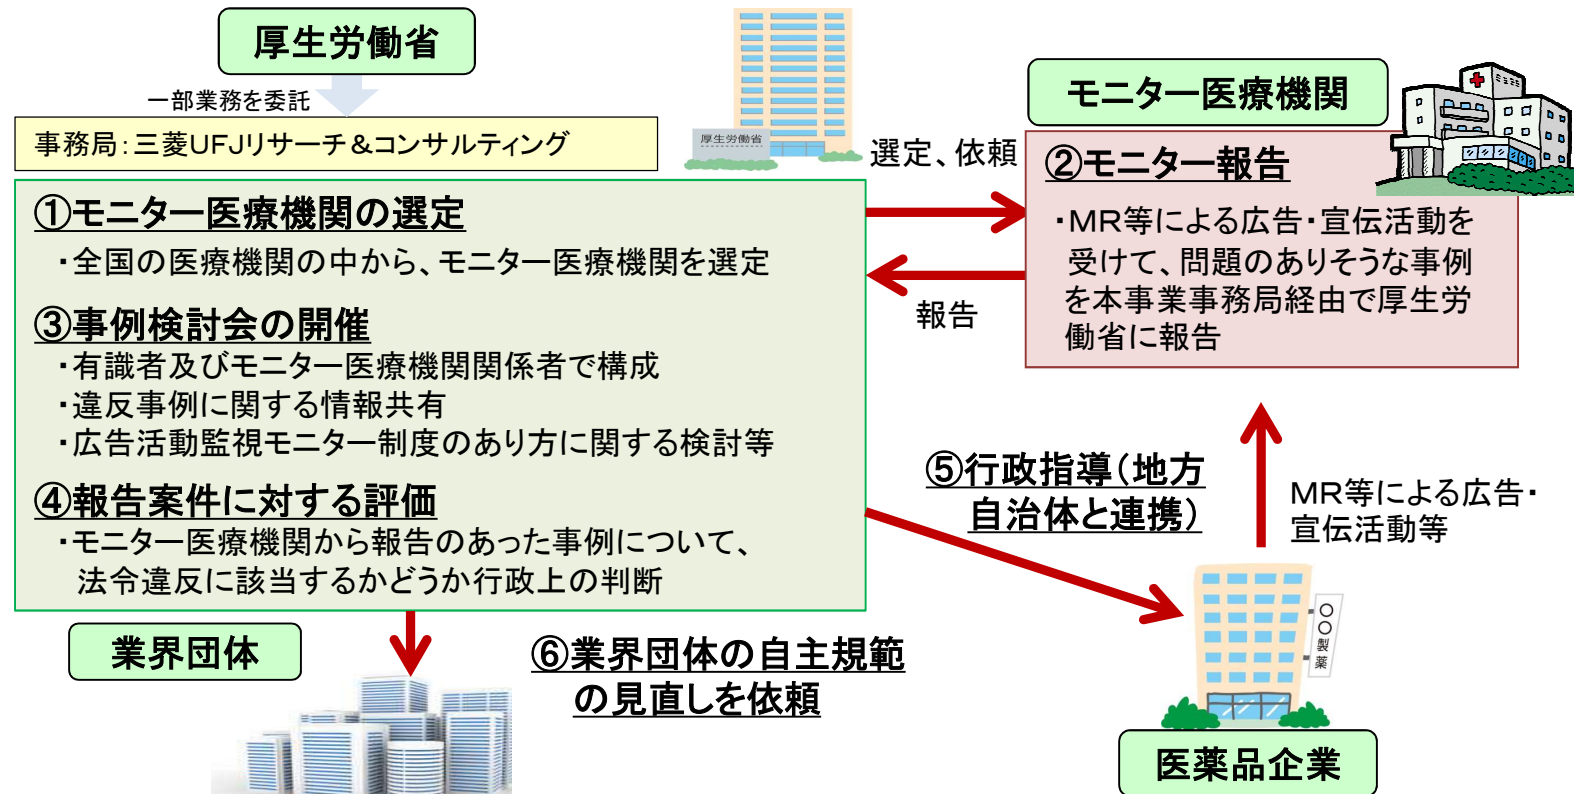 厚生労働省
一部業務を委託
事務局：三菱UFJリサーチ＆コンサルティング
厚生労働省
①モニター医療機関の選定
・全国の医療機関の中から、モニター医療機関を選定
③事例検討会の開催
・有識者及びモニター医療機関関係者で構成
・違反事例に関する情報共有
・広告活動監視モニター制度のあり方に関する検討等
④報告案件に対する評価
・モニター医療機関から報告のあった事例について、
法令違反に該当するかどうか行政上の判断
選定、依頼
報告
モニター医療機関
②モニター報告
・MR等による広告・宣伝活動を
受けて、問題のありそうな事例
を本事業事務局経由で厚生労
働省に報告
⑤行政指導（地方
自治体と連携）
MR等による広告・
宣伝活動等
業界団体
⑥業界団体の自主規範
の見直しを依頼
〇〇製薬
医薬品企業